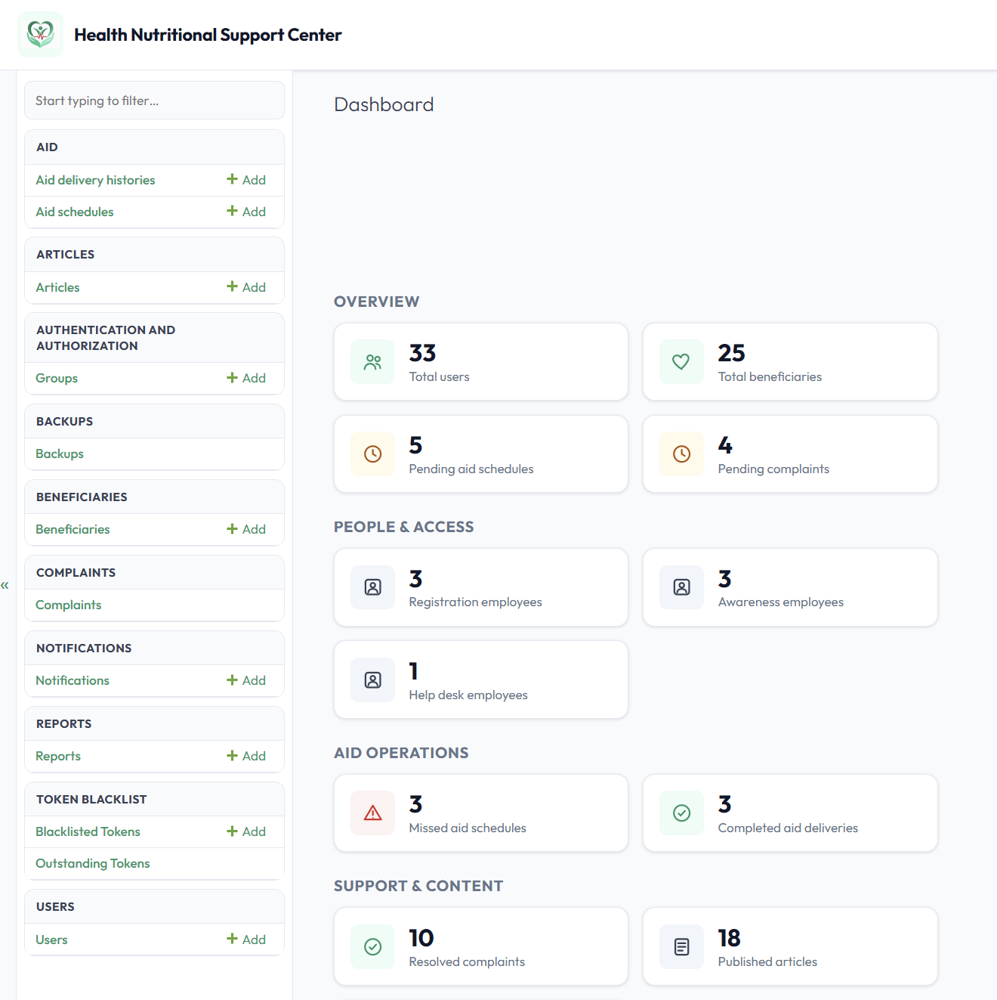 Health Nutritional Support Center
Start typing to filter...
AID
Aid delivery histories + Add
Aid schedules + Add
ARTICLES
Articles + Add
AUTHENTICATION AND
AUTHORIZATION
Groups + Add
BACKUPS
Backups
BENEFICIARIES
Beneficiaries + Add
COMPLAINTS
Complaints
NOTIFICATIONS
Notifications + Add
REPORTS
Reports + Add
TOKEN BLACKLIST
Blacklisted Tokens + Add
Outstanding Tokens
USERS
Users + Add
«
Dashboard
OVERVIEW
33
Total users
25
Total beneficiaries
5
Pending aid schedules
4
Pending complaints
PEOPLE & ACCESS
3
Registration employees
3
Awareness employees
1
Help desk employees
AID OPERATIONS
3
Missed aid schedules
3
Completed aid deliveries
SUPPORT & CONTENT
10
Resolved complaints
18
Published articles